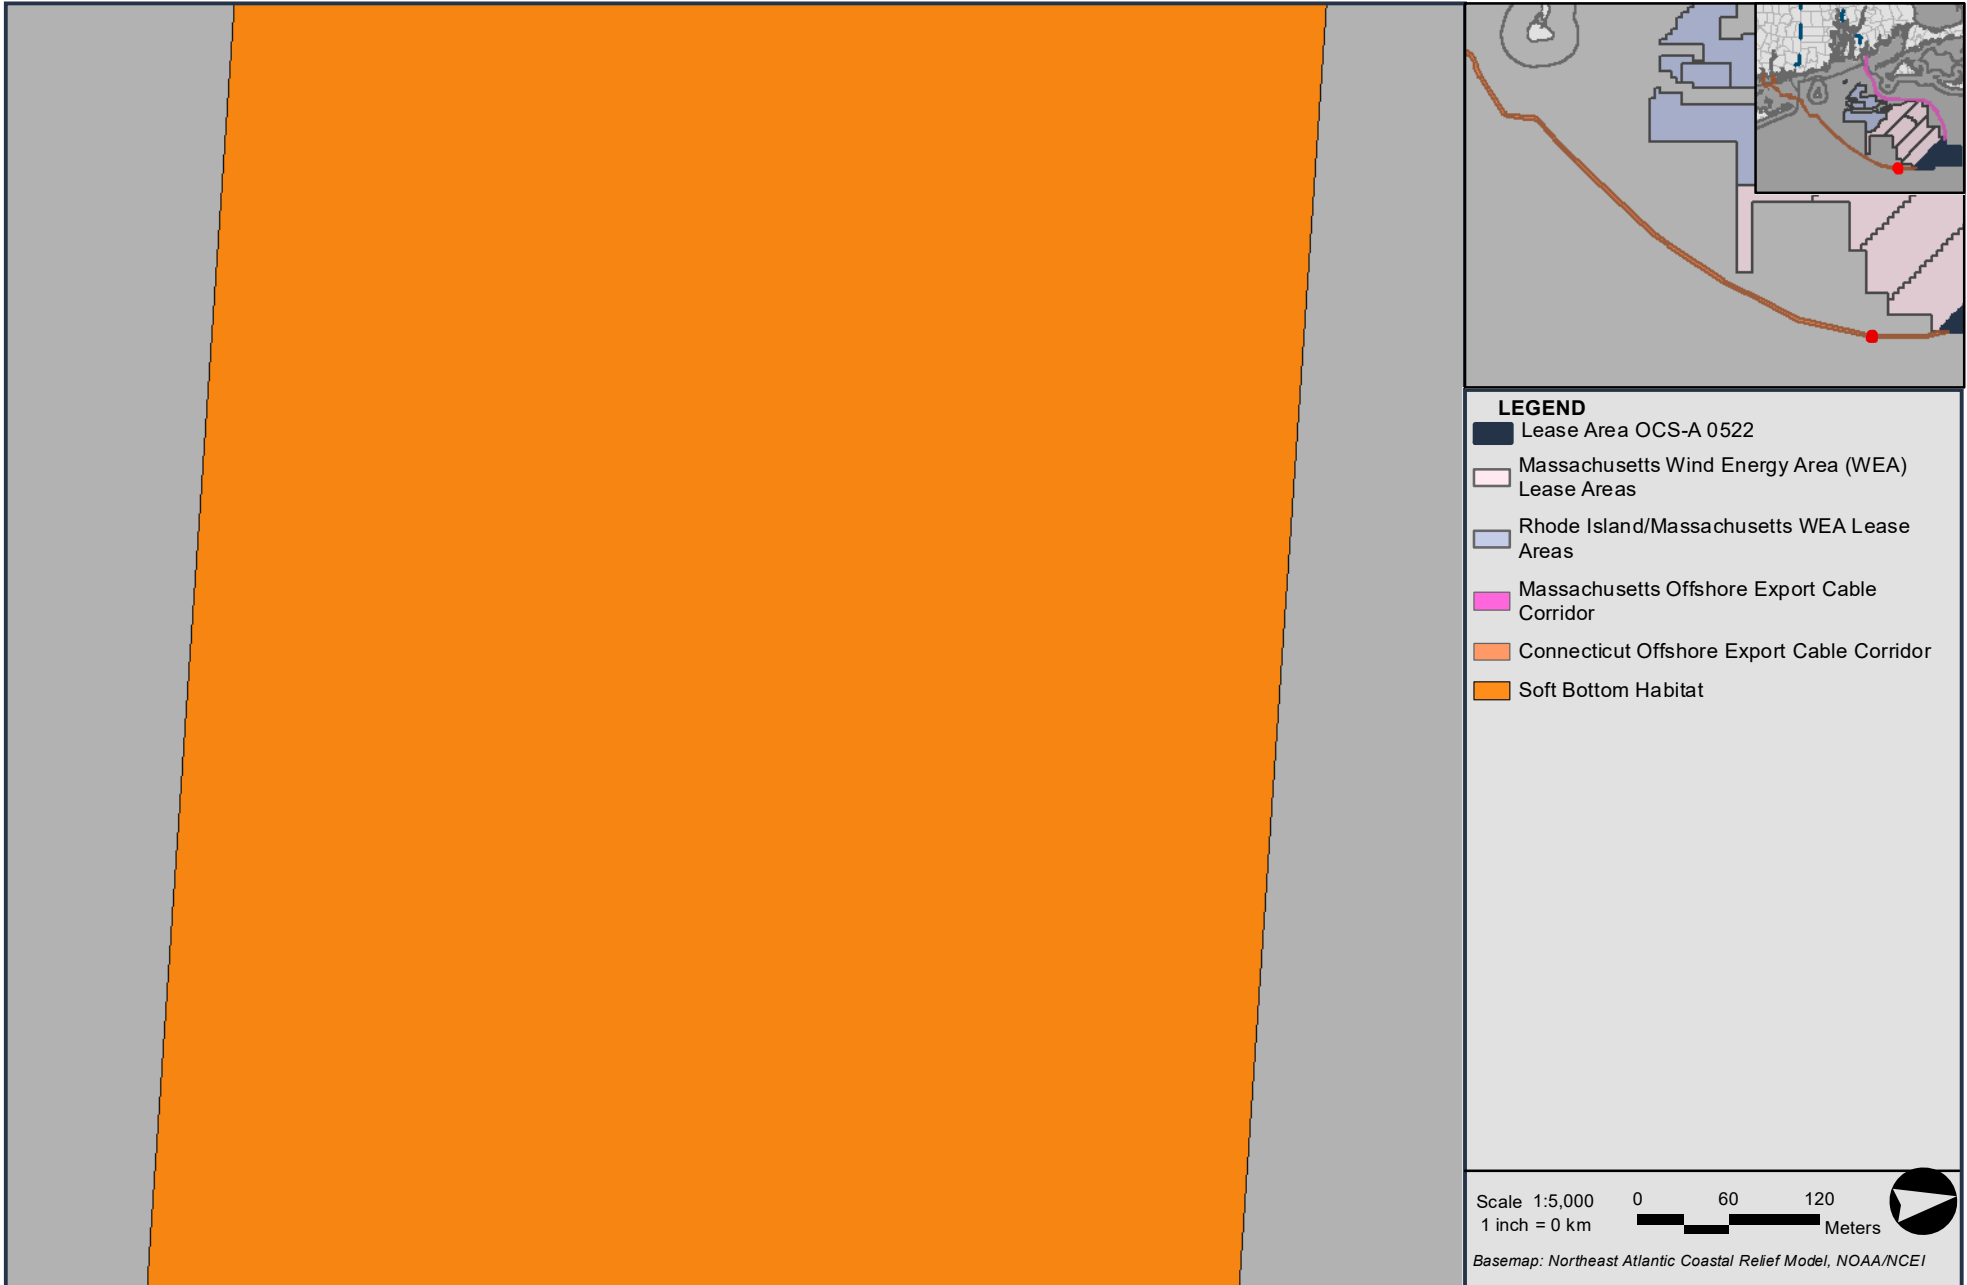 LEGEND
Lease Area OCS-A 0522
Massachusetts Wind Energy Area (WEA)
Lease Areas
Rhode Island/Massachusetts WEA Lease
Areas
Massachusetts Offshore Export Cable
Corridor
Connecticut Offshore Export Cable Corridor
Soft Bottom Habitat
Scale 1:5,000
1 inch = 0 km
0 60 120
Meters
Basemap: Northeast Atlantic Coastal Relief Model, NOAA/NCEI